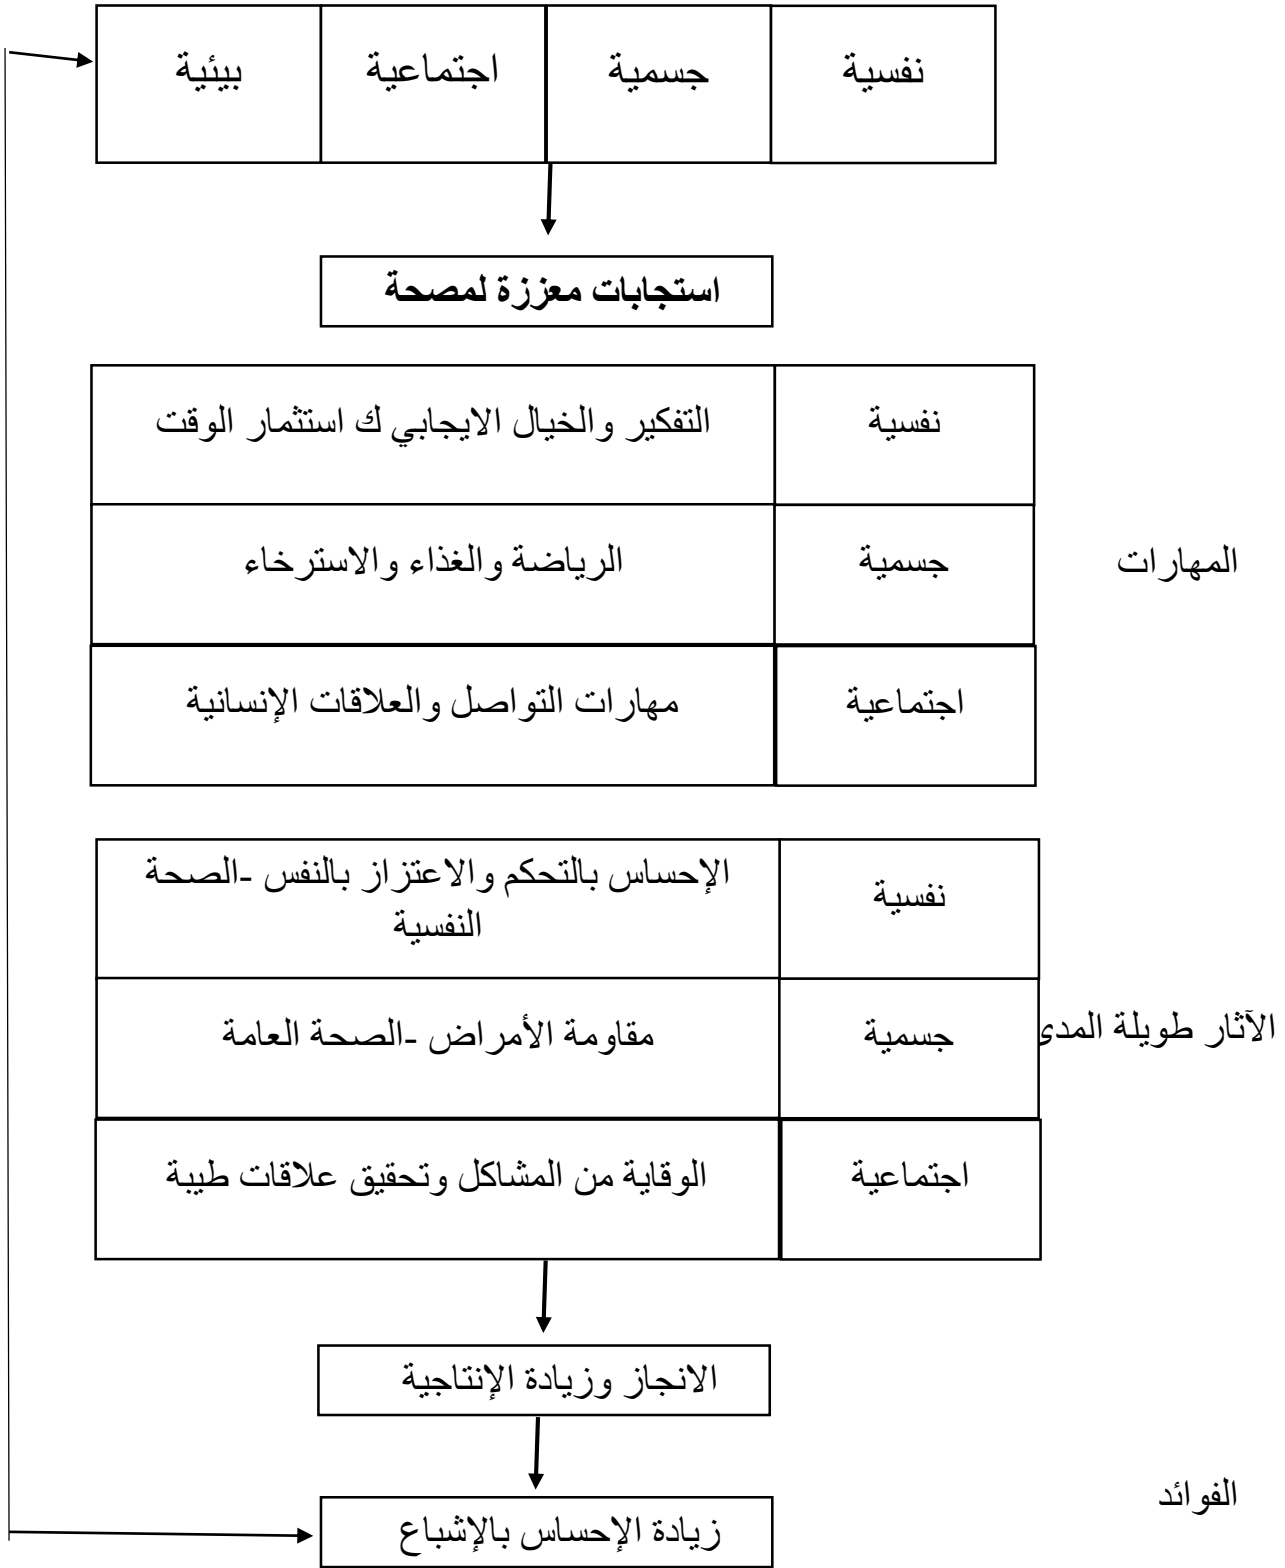 نفسية
جسمية
اجتماعية
بيئية
استجابات معززة لمصحة
المهارات
نفسية
التفكير والخيال الايجابي ك استثمار الوقت
جسمية
الرياضة والغذاء والاسترخاء
اجتماعية
مهارات التواصل والعلاقات الإنسانية
الآثار طويلة المدى
نفسية
الإحساس بالتحكم والاعتزاز بالنفس -الصحة
النفسية
جسمية
مقاومة الأمراض -الصحة العامة
اجتماعية
الوقاية من المشاكل وتحقيق علاقات طيبة
الانجاز وزيادة الإنتاجية
الفوائد
زيادة الإحساس بالإشباع